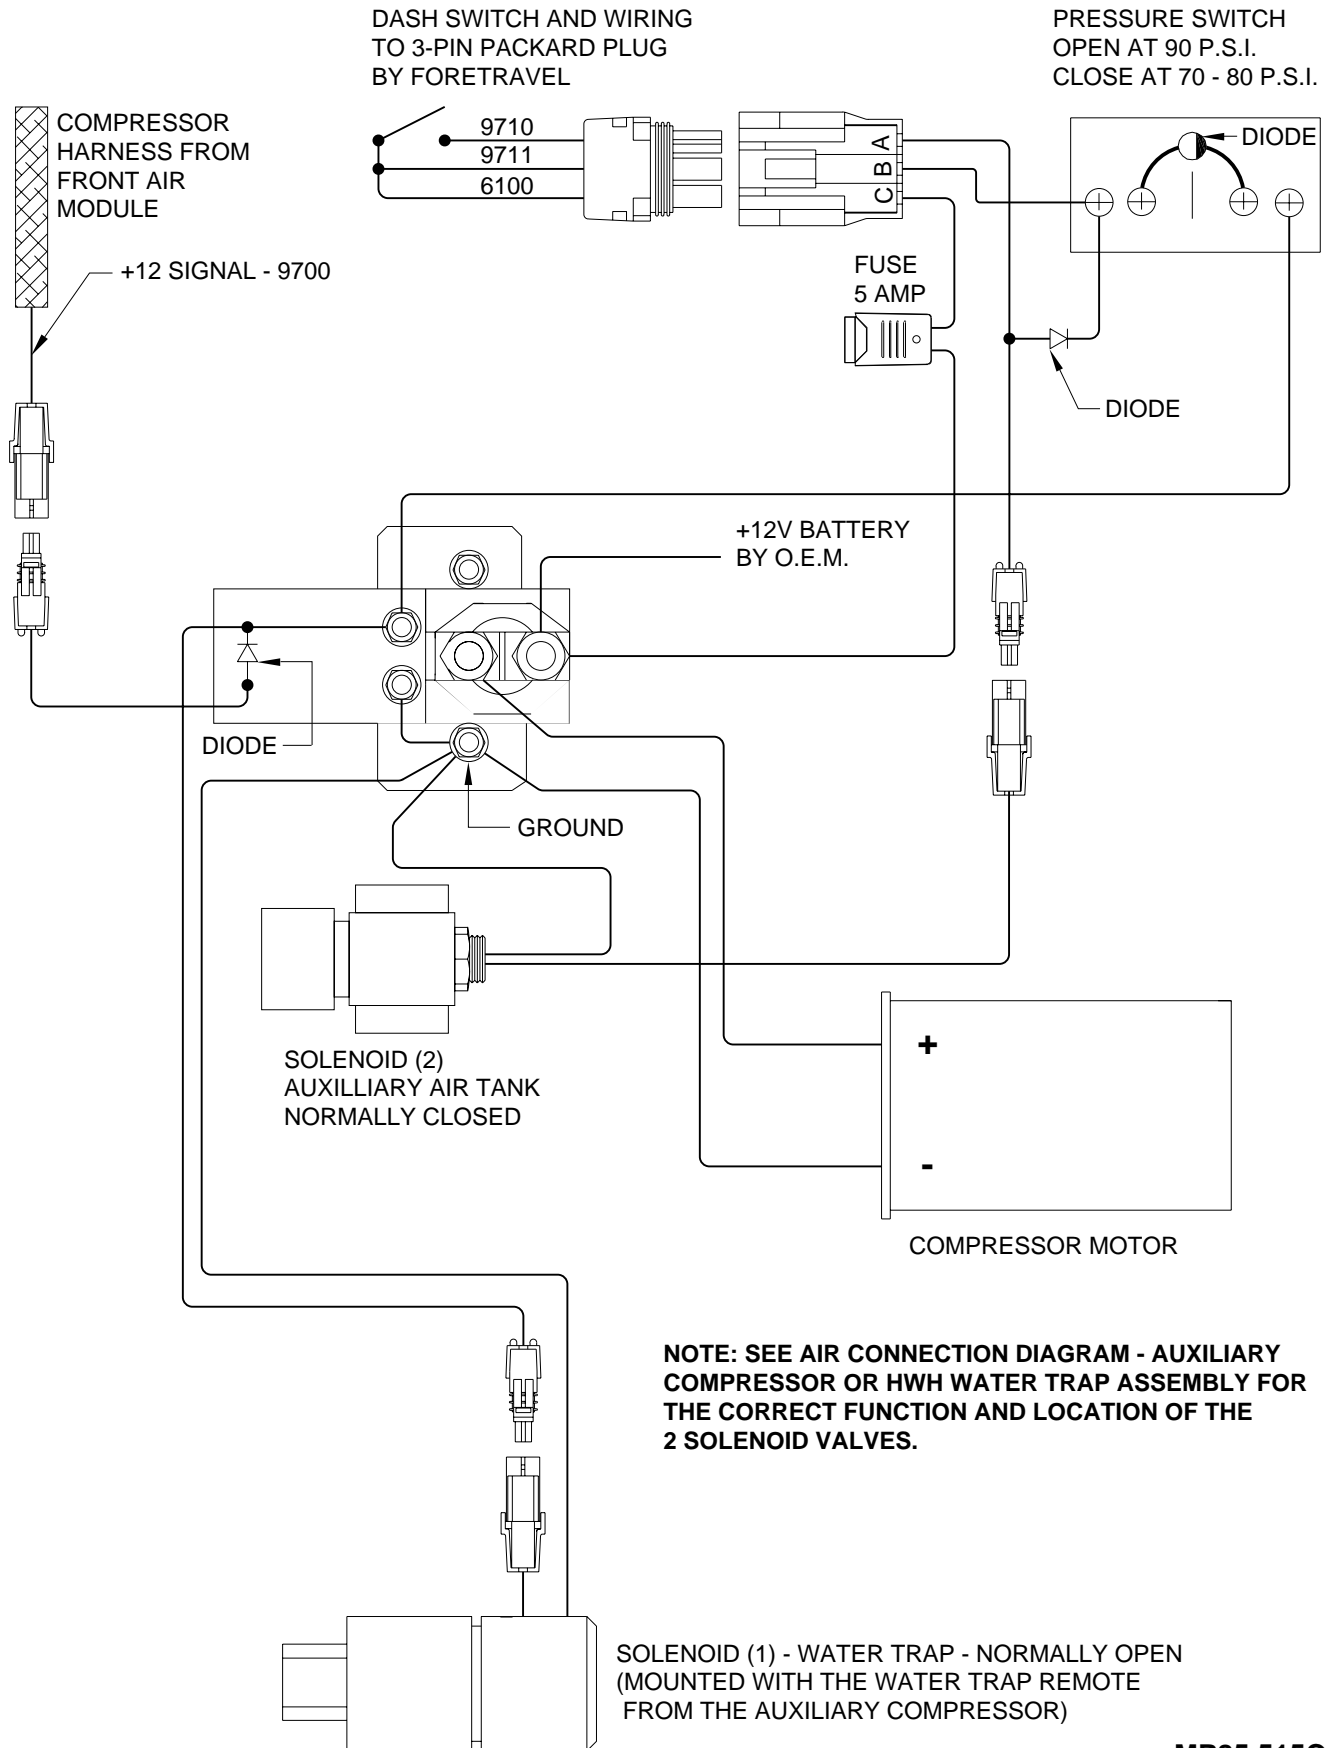 DASH SWITCH AND WIRING
TO 3-PIN PACKARD PLUG
BY FORETRAVEL
PRESSURE SWITCH
OPEN AT 90 P.S.I.
CLOSE AT 70 - 80 P.S.I.
COMPRESSOR
HARNESS FROM
FRONT AIR
MODULE
9710
9711
6100
A
B
C
DIODE
+12 SIGNAL - 9700
FUSE
5 AMP
DIODE
+12V BATTERY
BY O.E.M.
DIODE
GROUND
SOLENOID (2)
AUXILLIARY AIR TANK
NORMALLY CLOSED
+
-
COMPRESSOR MOTOR
NOTE: SEE AIR CONNECTION DIAGRAM - AUXILIARY
COMPRESSOR OR HWH WATER TRAP ASSEMBLY FOR
THE CORRECT FUNCTION AND LOCATION OF THE
2 SOLENOID VALVES.
SOLENOID (1) - WATER TRAP - NORMALLY OPEN
(MOUNTED WITH THE WATER TRAP REMOTE
FROM THE AUXILIARY COMPRESSOR)